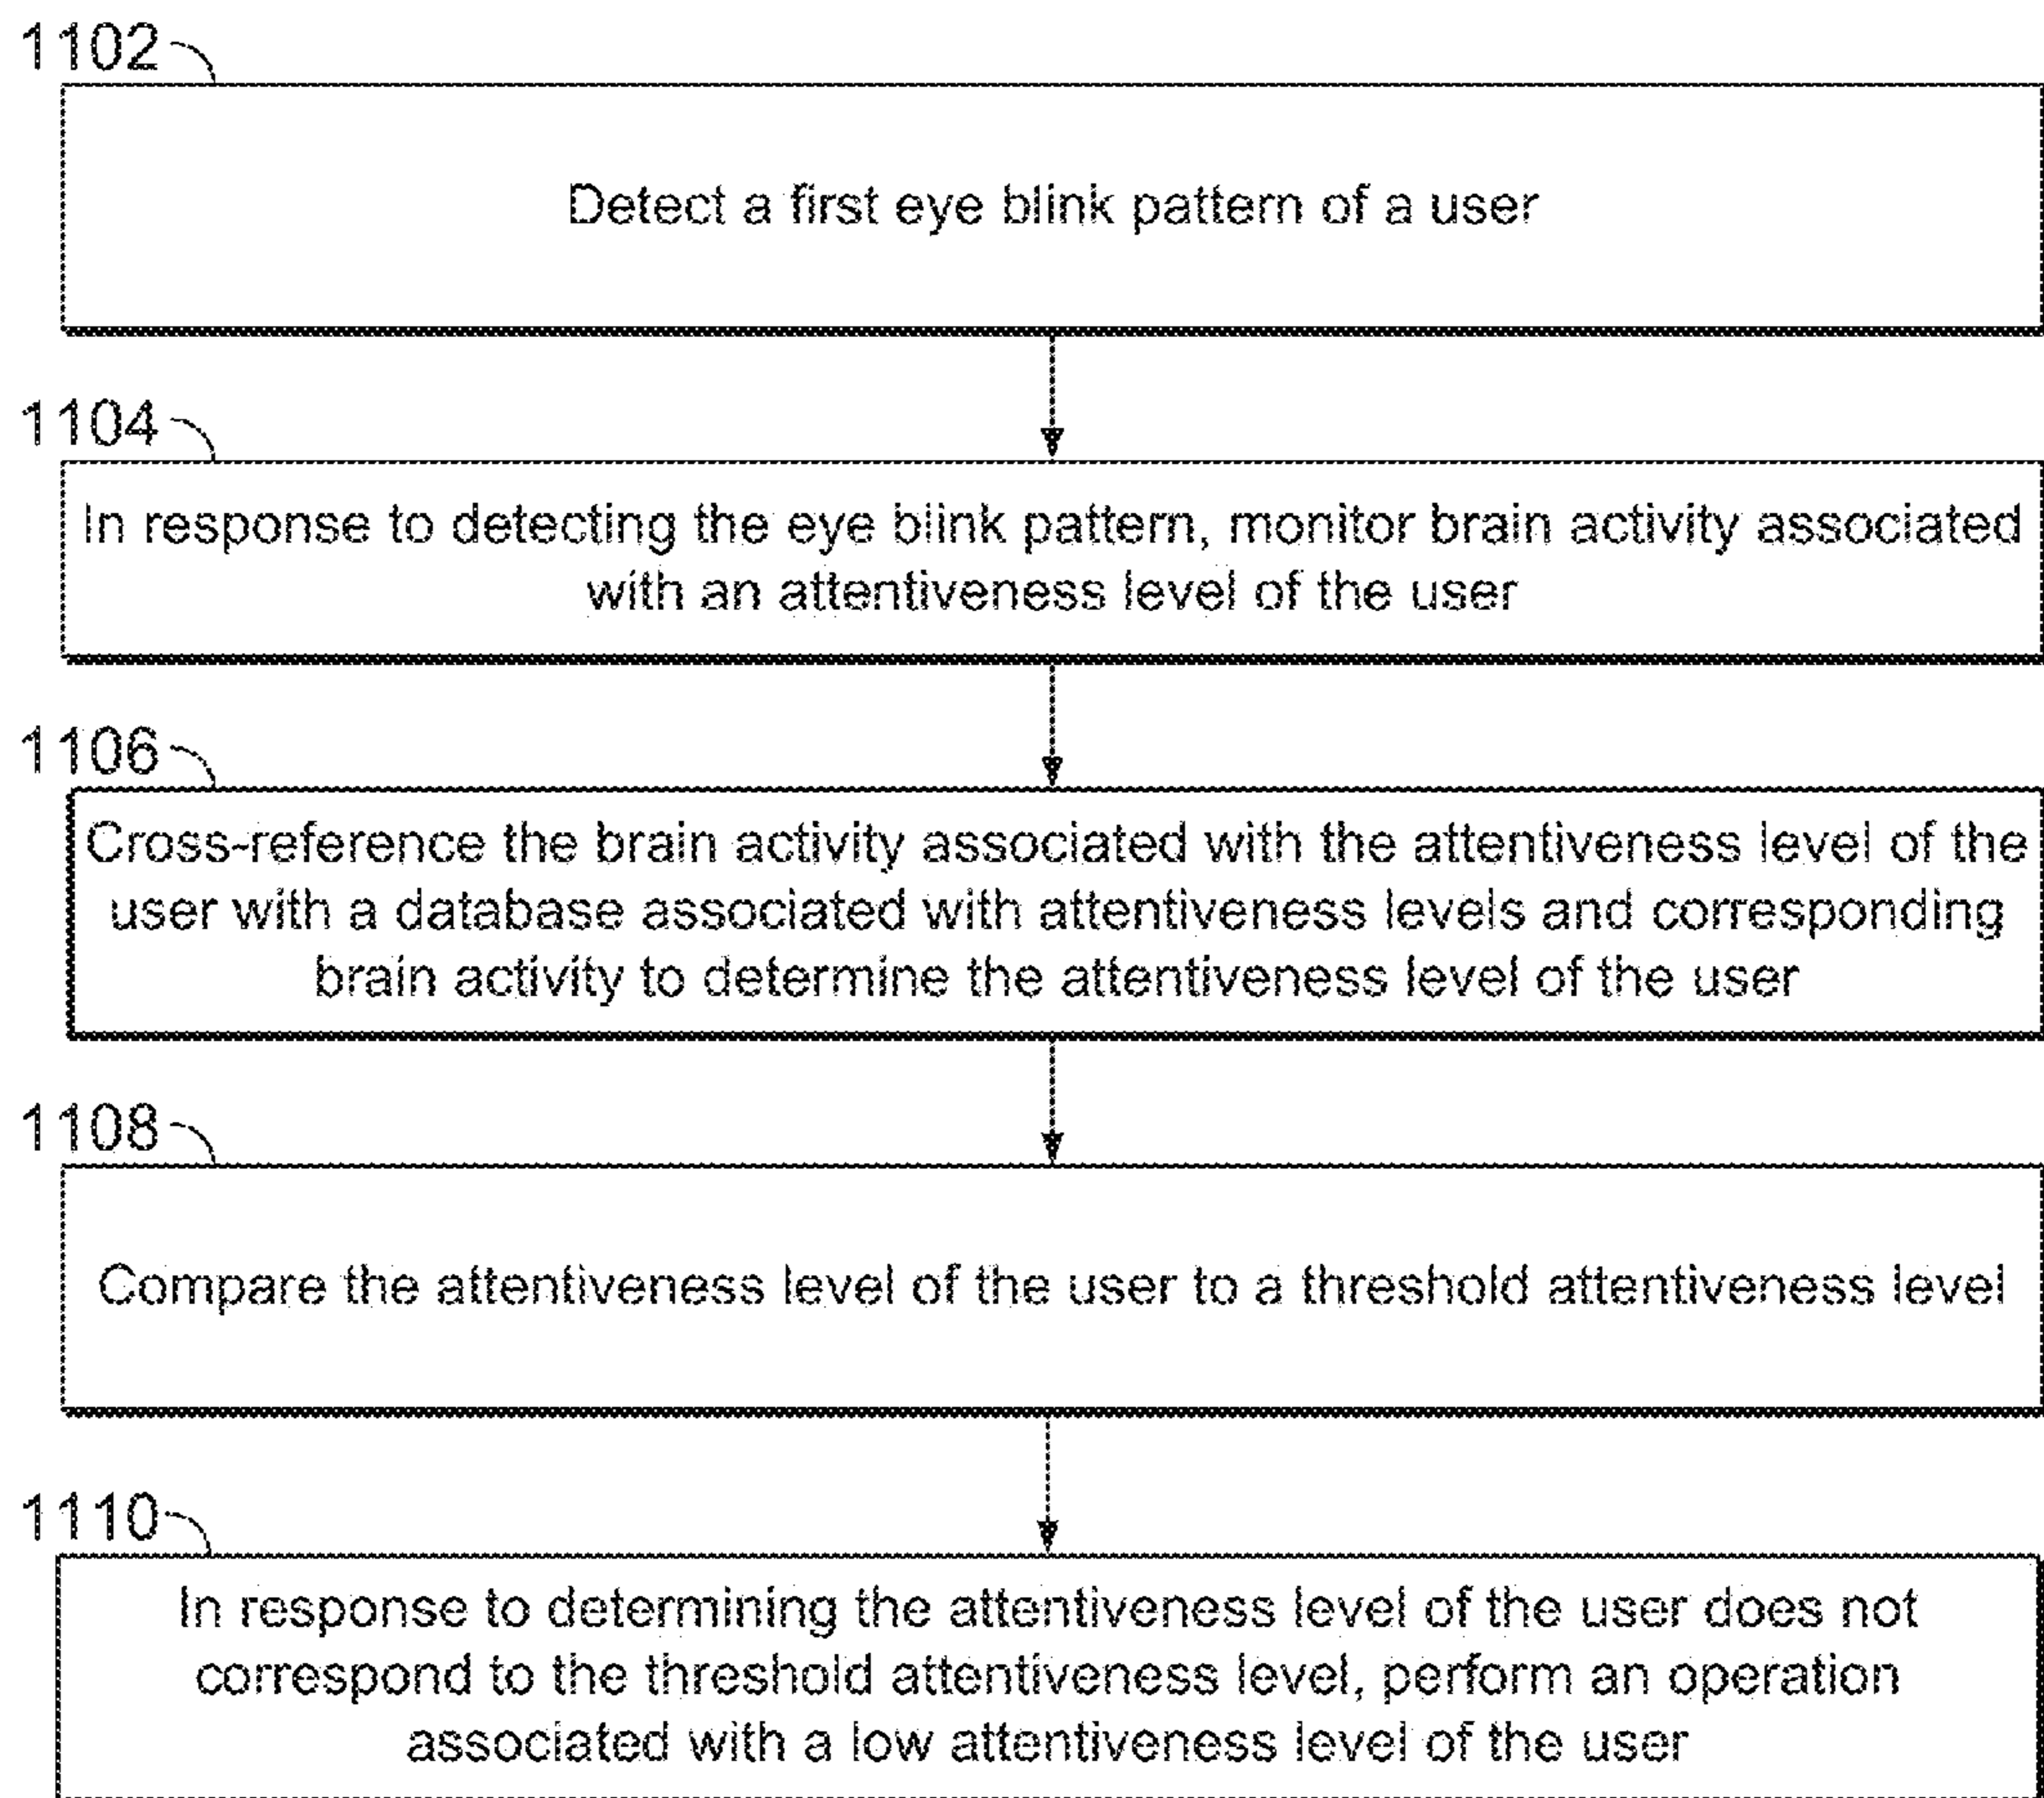 1102
Detect a first eye blink pattern of a user
1104
In response to detecting the eye blink pattern, monitor brain activity associated
with an attentiveness level of the user
1106
Cross-reference the brain activity associated with the attentiveness level of the
user with a database associated with attentiveness levels and corresponding
brain activity to determine the attentiveness level of the user
1108
Compare the attentiveness level of the user to a threshold attentiveness level
1110
In response to determining the attentiveness level of the user does not
correspond to the threshold attentiveness level, perform an operation
associated with a low attentiveness level of the user